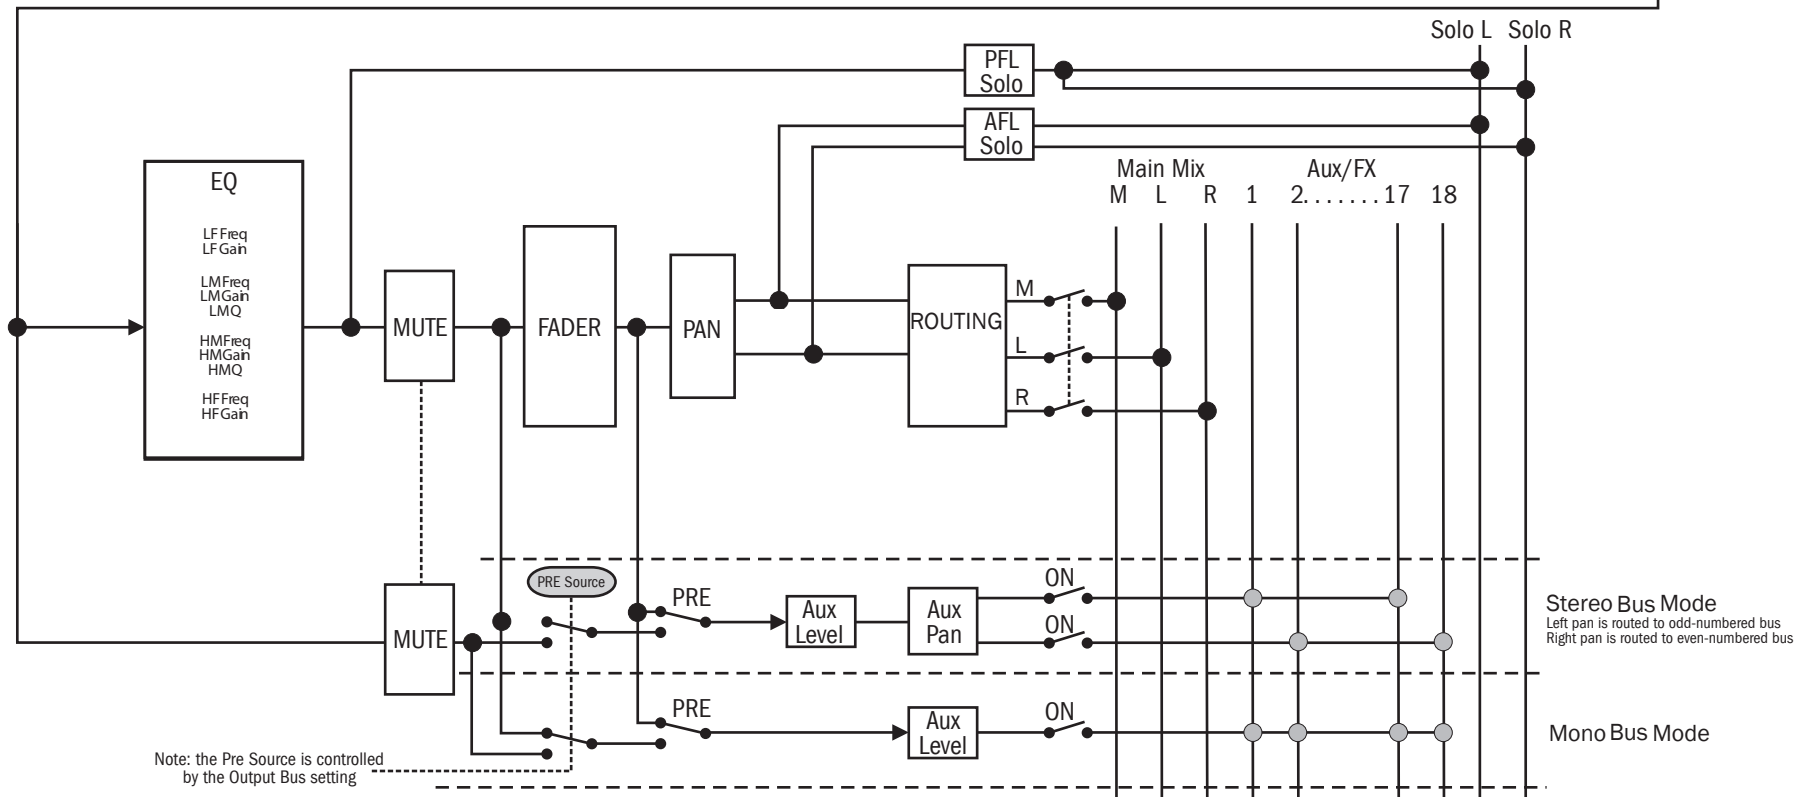 Solo L Solo R
PFL
Solo
AFL
Solo
Main Mix
Aux/FX
M L R 1 2.......17 18
EQ
LF Freq
LF Gain
LM Freq
LM Gain
LM Q
HM Freq
HM Gain
HM Q
HF Freq
HF Gain
MUTE
FADER
PAN
ROUTING
M
L
R
PRE Source
MUTE
PRE
Aux
Level
Aux
Pan
ON
ON
Stereo Bus Mode
Left pan is routed to odd-numbered bus
Right pan is routed to even-numbered bus
PRE
Aux
Level
ON
Mono Bus Mode
Note: the Pre Source is controlled
by the Output Bus setting